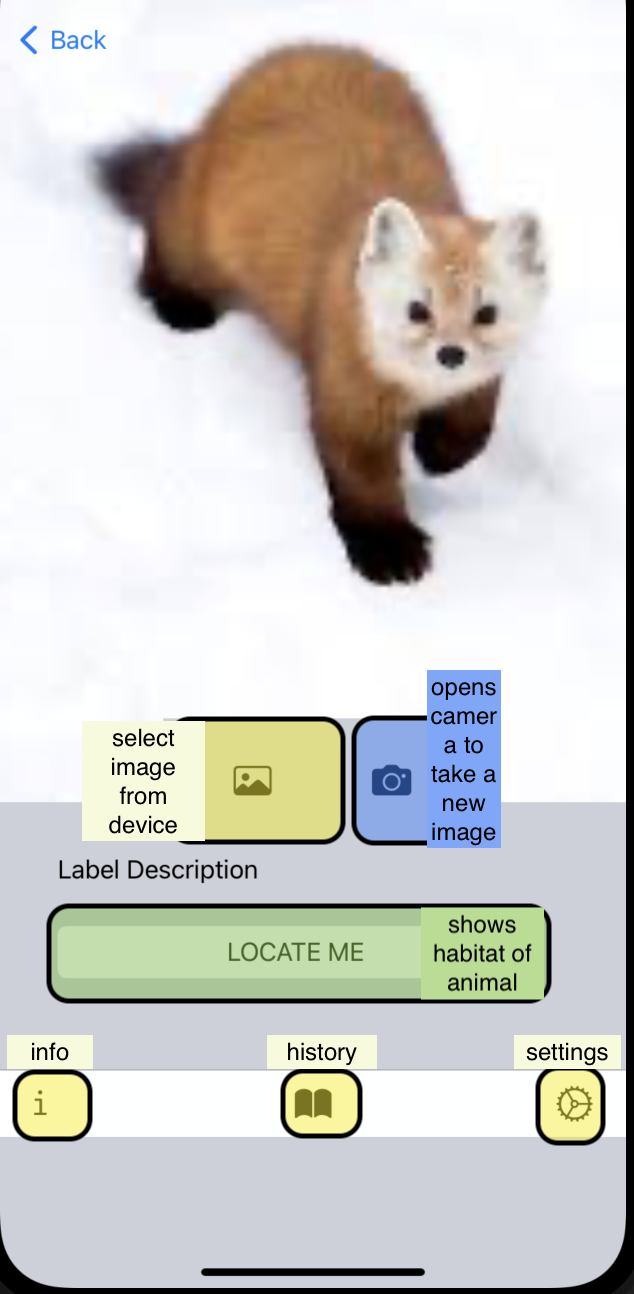 Back
opens
camer
a to
take a
new
image
select
image
from
device
Label Description
LOCATE ME
shows
habitat of
animal
info
history
settings
i